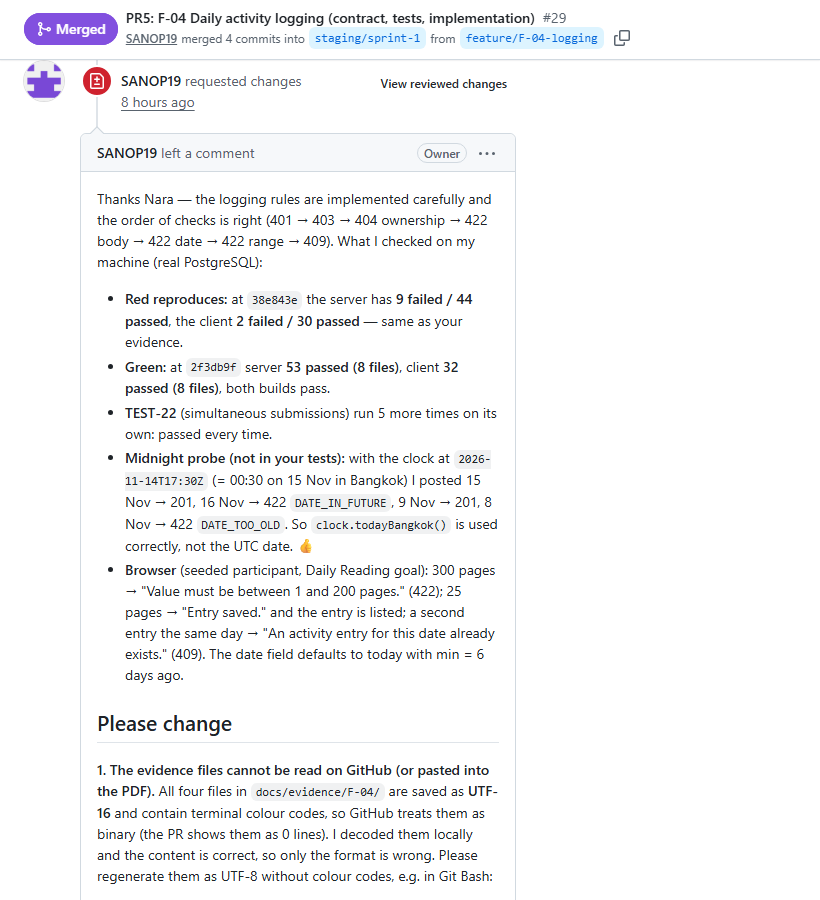 Merged
PR5: F-04 Daily activity logging (contract, tests, implementation) #29
SANOP19 merged 4 commits into staging/sprint-1 from feature/F-04-logging
SANOP19 requested changes
8 hours ago
View reviewed changes
SANOP19 left a comment
Owner
Thanks Nara — the logging rules are implemented carefully and
the order of checks is right (401 → 403 → 404 ownership → 422
body → 422 date → 422 range → 409). What I checked on my
machine (real PostgreSQL):
• Red reproduces: at 38e843e the server has 9 failed / 44
passed, the client 2 failed / 30 passed — same as your
evidence.
• Green: at 2f3db9f server 53 passed (8 files), client 32
passed (8 files), both builds pass.
• TEST-22 (simultaneous submissions) run 5 more times on its
own: passed every time.
• Midnight probe (not in your tests): with the clock at 2026-
11-14T17:30Z (= 00:30 on 15 Nov in Bangkok) I posted 15
Nov → 201, 16 Nov → 422 DATE_IN_FUTURE, 9 Nov → 201, 8
Nov → 422 DATE_TOO_OLD. So clock.todayBangkok() is used
correctly, not the UTC date. 👍
• Browser (seeded participant, Daily Reading goal): 300 pages
→ "Value must be between 1 and 200 pages." (422); 25
pages → "Entry saved." and the entry is listed; a second
entry the same day → "An activity entry for this date already
exists." (409). The date field defaults to today with min = 6
days ago.
Please change
1. The evidence files cannot be read on GitHub (or pasted into
the PDF). All four files in docs/evidence/F-04/ are saved as UTF-
16 and contain terminal colour codes, so GitHub treats them as
binary (the PR shows them as 0 lines). I decoded them locally
and the content is correct, so only the format is wrong. Please
regenerate them as UTF-8 without colour codes, e.g. in Git Bash: